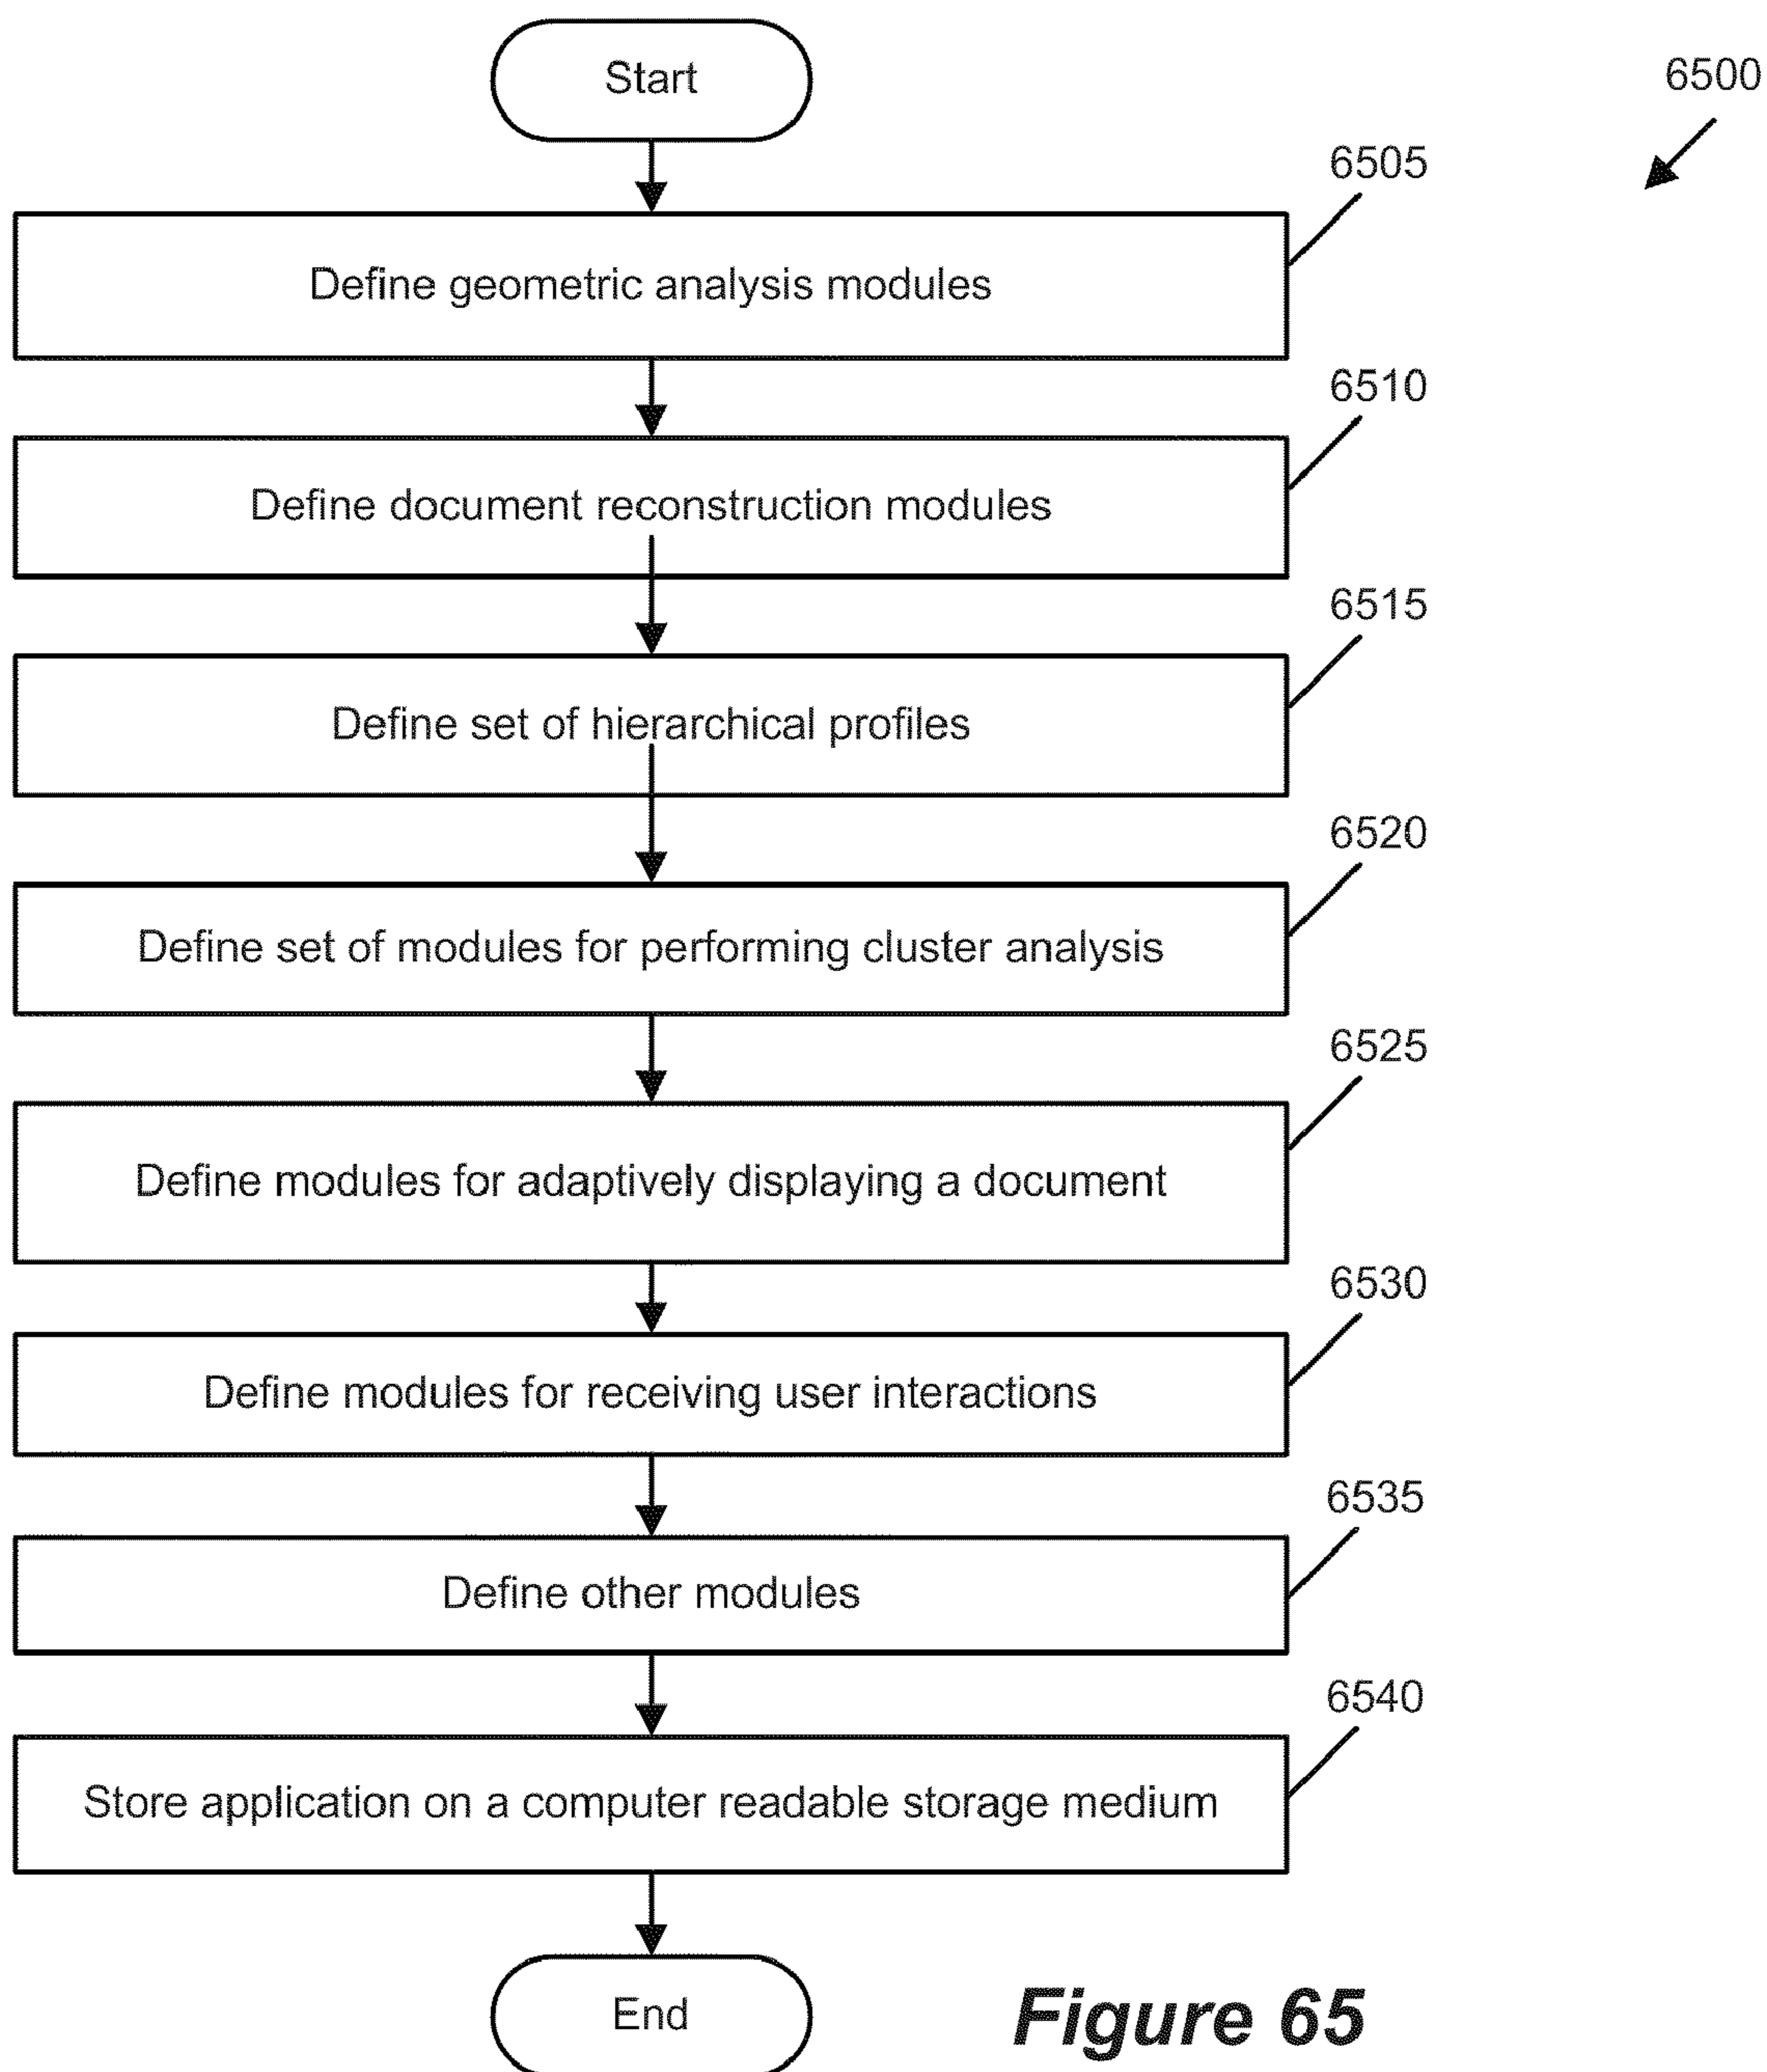 Start
6500
6505
Define geometric analysis modules
6510
Define document reconstruction modules
6515
Define set of hierarchical profiles
6520
Define set of modules for performing cluster analysis
6525
Define modules for adaptively displaying a document
6530
Define modules for receiving user interactions
6535
Define other modules
6540
Store application on a computer readable storage medium
End
Figure 65